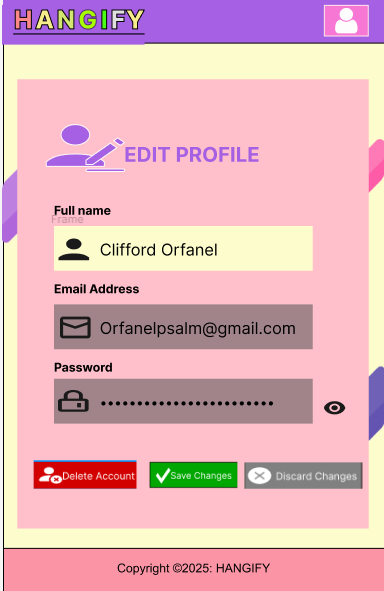 HANGIFY
EDIT PROFILE
Full name
Frame
Clifford Orfanel
Email Address
Orfanelpsalm@gmail.com
Password
Delete Account
Save Changes
Discard Changes
Copyright ©2025: HANGIFY